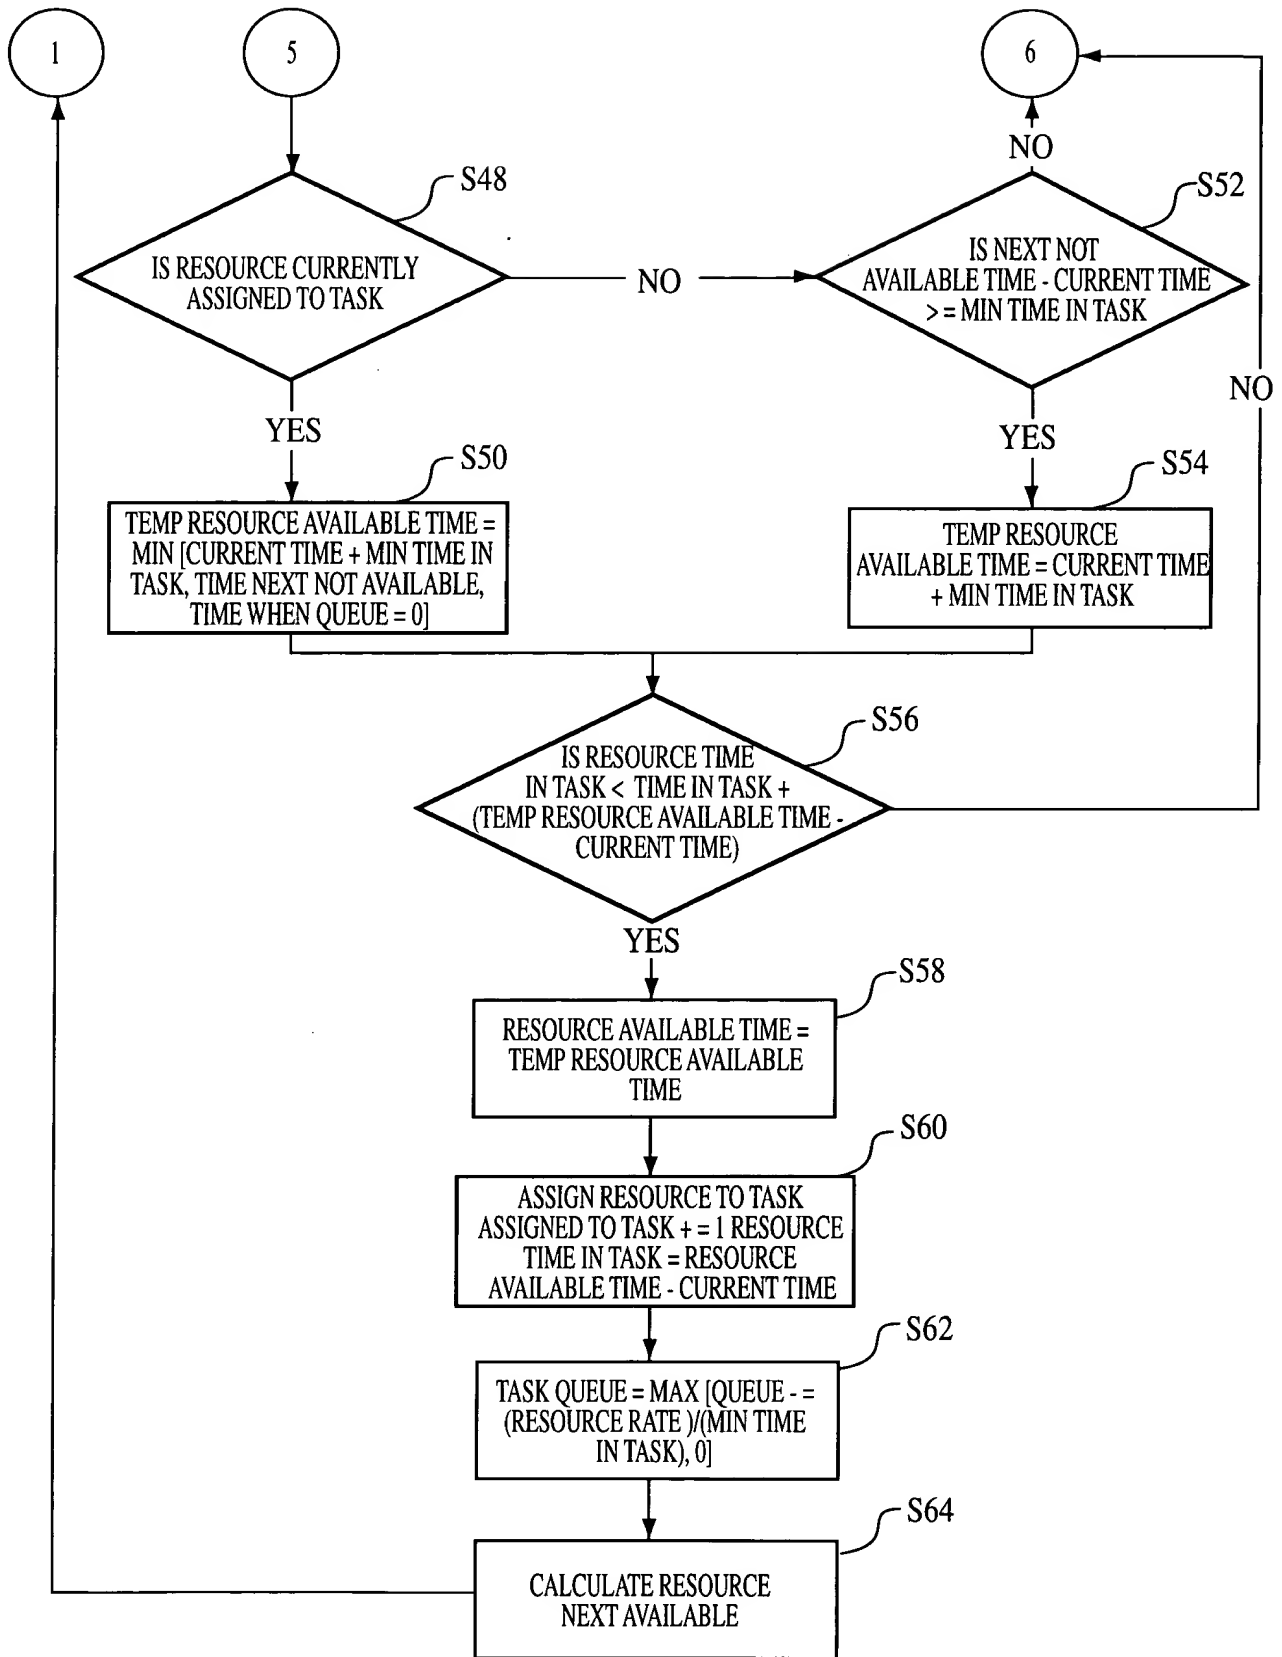 1
5
6
NO
S48
S52
IS RESOURCE CURRENTLY
ASSIGNED TO TASK
NO
IS NEXT NOT
AVAILABLE TIME - CURRENT TIME
> = MIN TIME IN TASK
NO
YES
YES
S50
S54
TEMP RESOURCE AVAILABLE TIME =
MIN [CURRENT TIME + MIN TIME IN
TASK, TIME NEXT NOT AVAILABLE,
TIME WHEN QUEUE = 0]
TEMP RESOURCE
AVAILABLE TIME = CURRENT TIME
+ MIN TIME IN TASK
S56
IS RESOURCE TIME
IN TASK < TIME IN TASK +
(TEMP RESOURCE AVAILABLE TIME -
CURRENT TIME)
YES
S58
RESOURCE AVAILABLE TIME =
TEMP RESOURCE AVAILABLE
TIME
S60
ASSIGN RESOURCE TO TASK
ASSIGNED TO TASK + = 1 RESOURCE
TIME IN TASK = RESOURCE
AVAILABLE TIME - CURRENT TIME
S62
TASK QUEUE = MAX [QUEUE - =
(RESOURCE RATE )/(MIN TIME
IN TASK), 0]
S64
CALCULATE RESOURCE
NEXT AVAILABLE